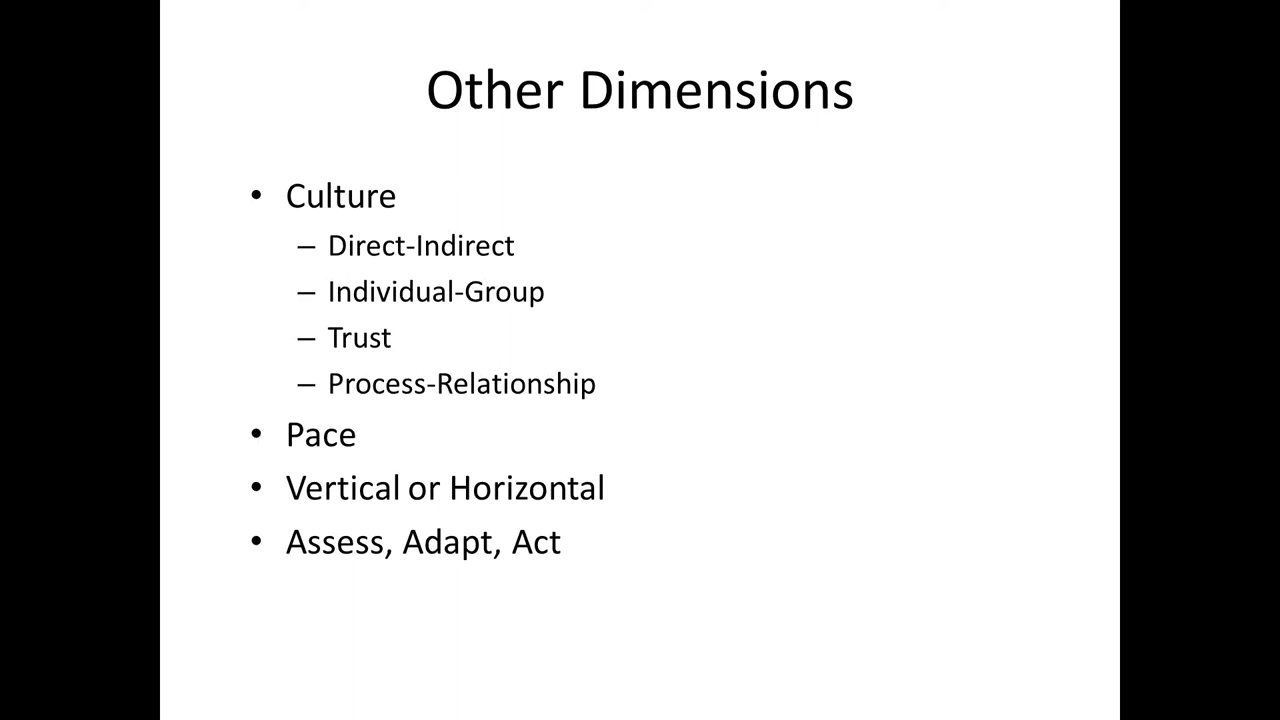 Other Dimensions
• Culture
– Direct-Indirect
– Individual-Group
– Trust
– Process-Relationship
• Pace
• Vertical or Horizontal
• Assess, Adapt, Act